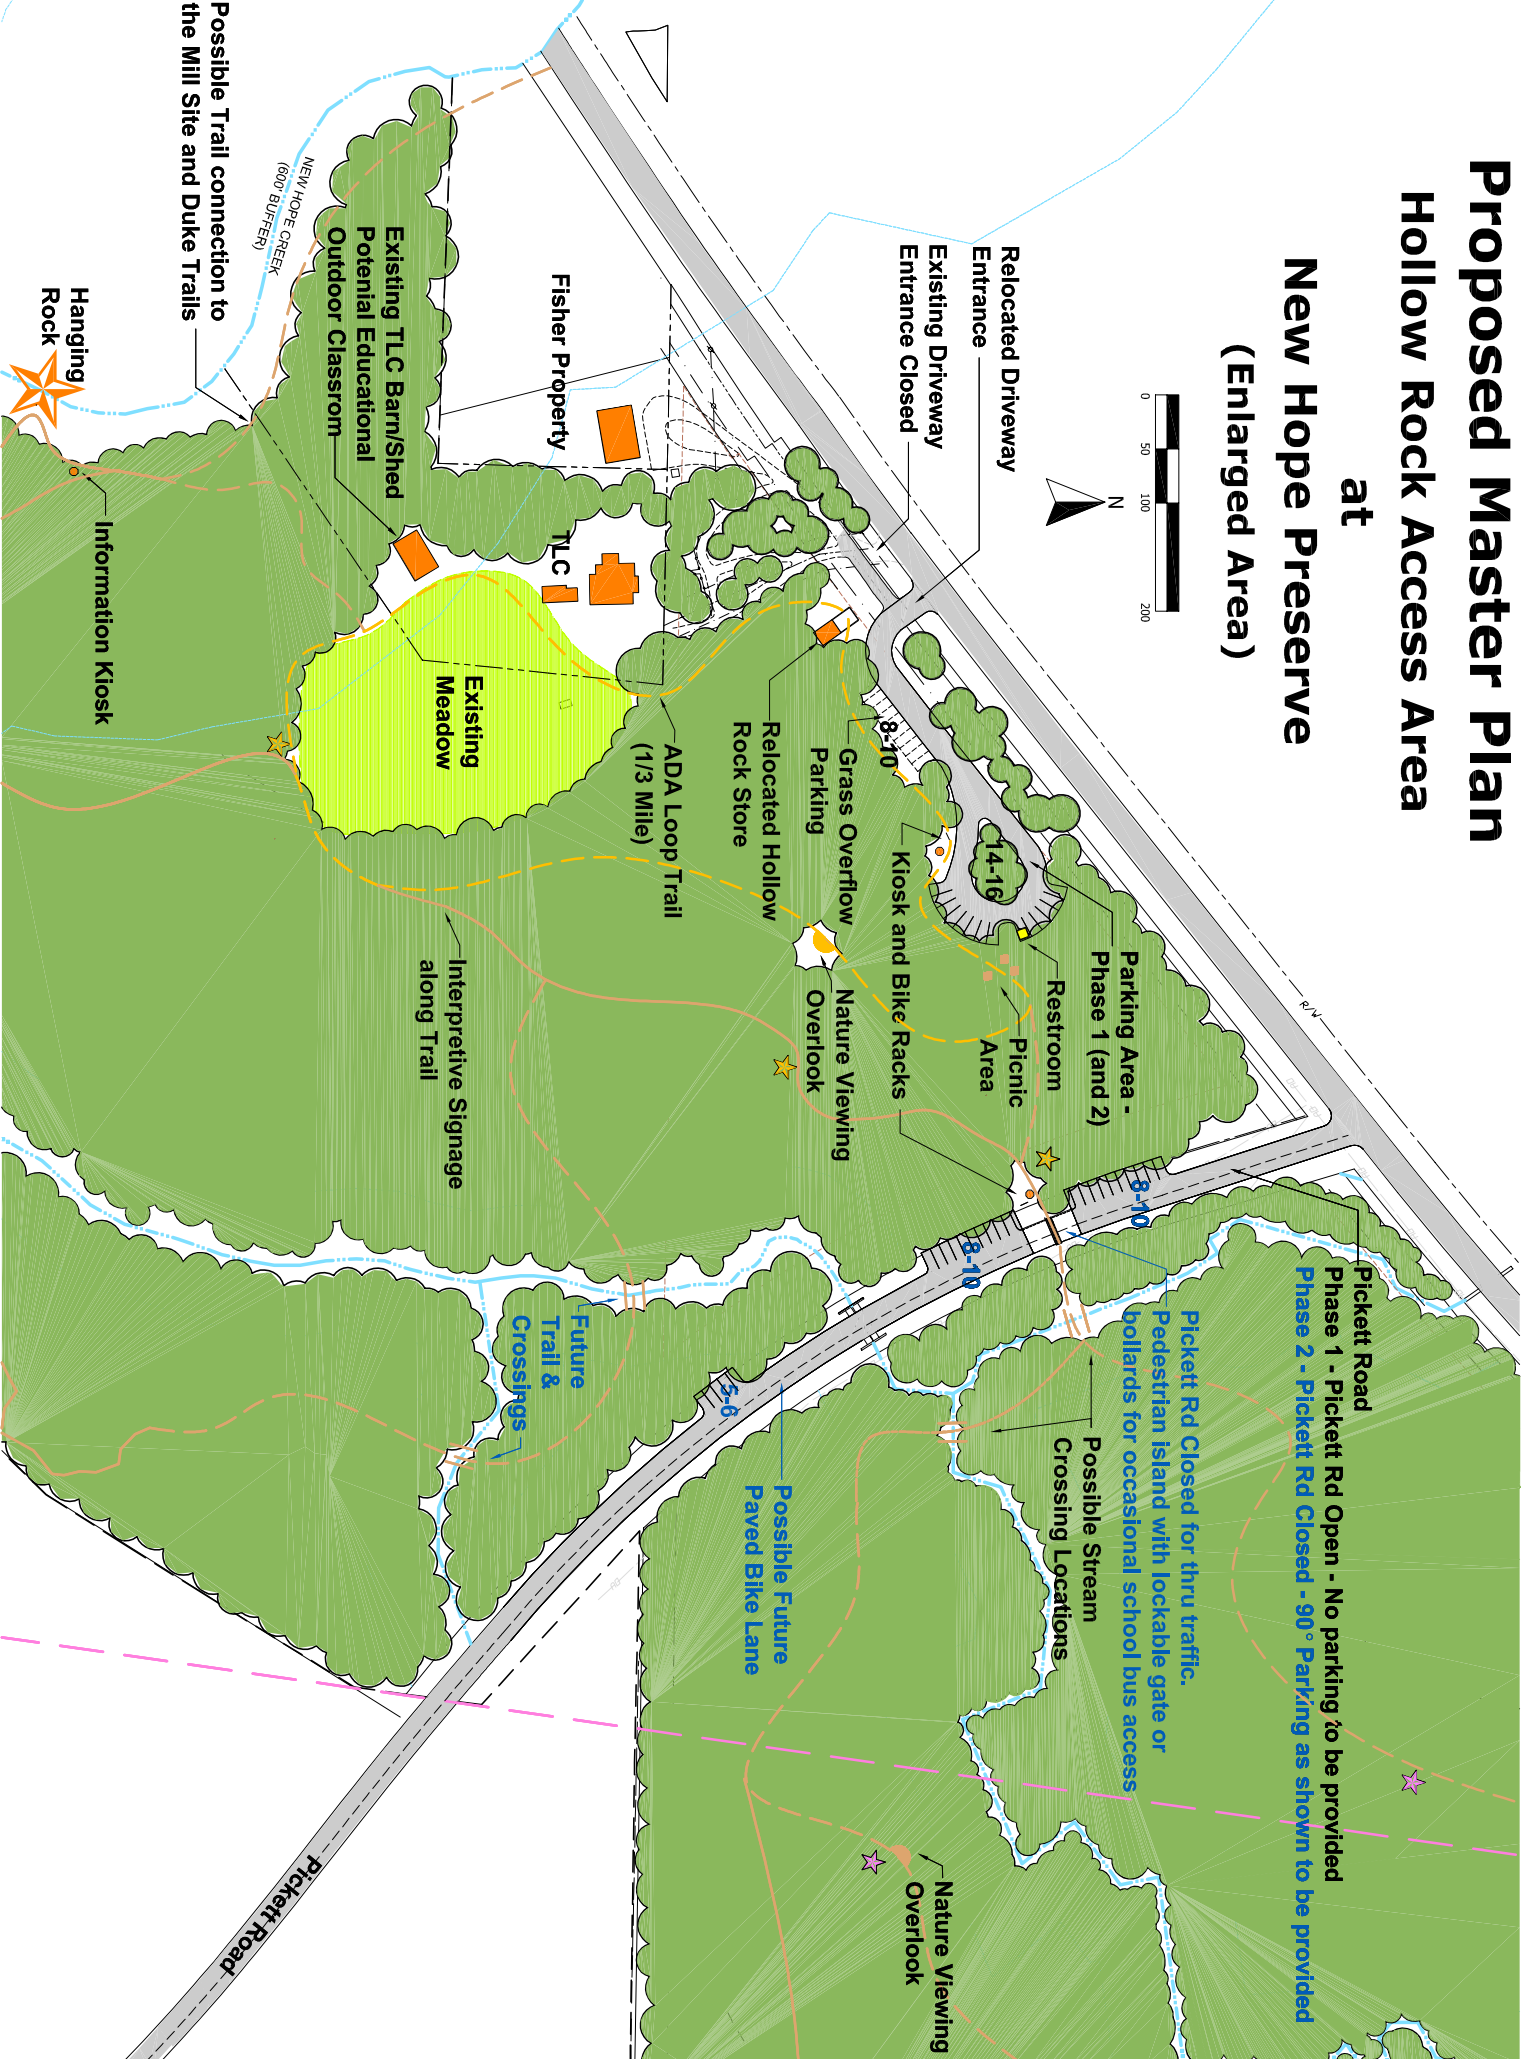 Proposed Master Plan
Hollow Rock Access Area
at
New Hope Preserve
(Enlarged Area)
0 50 100 200
N
Relocated Driveway
Entrance
Existing Driveway
Entrance Closed
Fisher Property
TLC
Existing TLC Barn/Shed
Potenial Educational
Outdoor Classrom
NEW HOPE CREEK
(600' BUFFER)
Possible Trail connection to
the Mill Site and Duke Trails
Hanging
Rock
Information Kiosk
Existing
Meadow
ADA Loop Trail
(1/3 Mile)
Relocated Hollow
Rock Store
Grass Overflow
Parking
8-10
14-16
Kiosk and Bike Racks
Parking Area -
Phase 1 (and 2)
Restroom
Picnic
Area
Nature Viewing
Overlook
Interpretive Signage
along Trail
R/W
8-10
8-10
5-6
Pickett Road
Phase 1 - Pickett Rd Open - No parking to be provided
Phase 2 - Pickett Rd Closed - 90° Parking as shown to be provided
Pickett Rd Closed for thru traffic.
Pedestrian island with lockable gate or
bollards for occasional school bus access
Possible Stream
Crossing Locations
Future
Trail &
Crossings
Possible Future
Paved Bike Lane
Nature Viewing
Overlook
Pickett Road